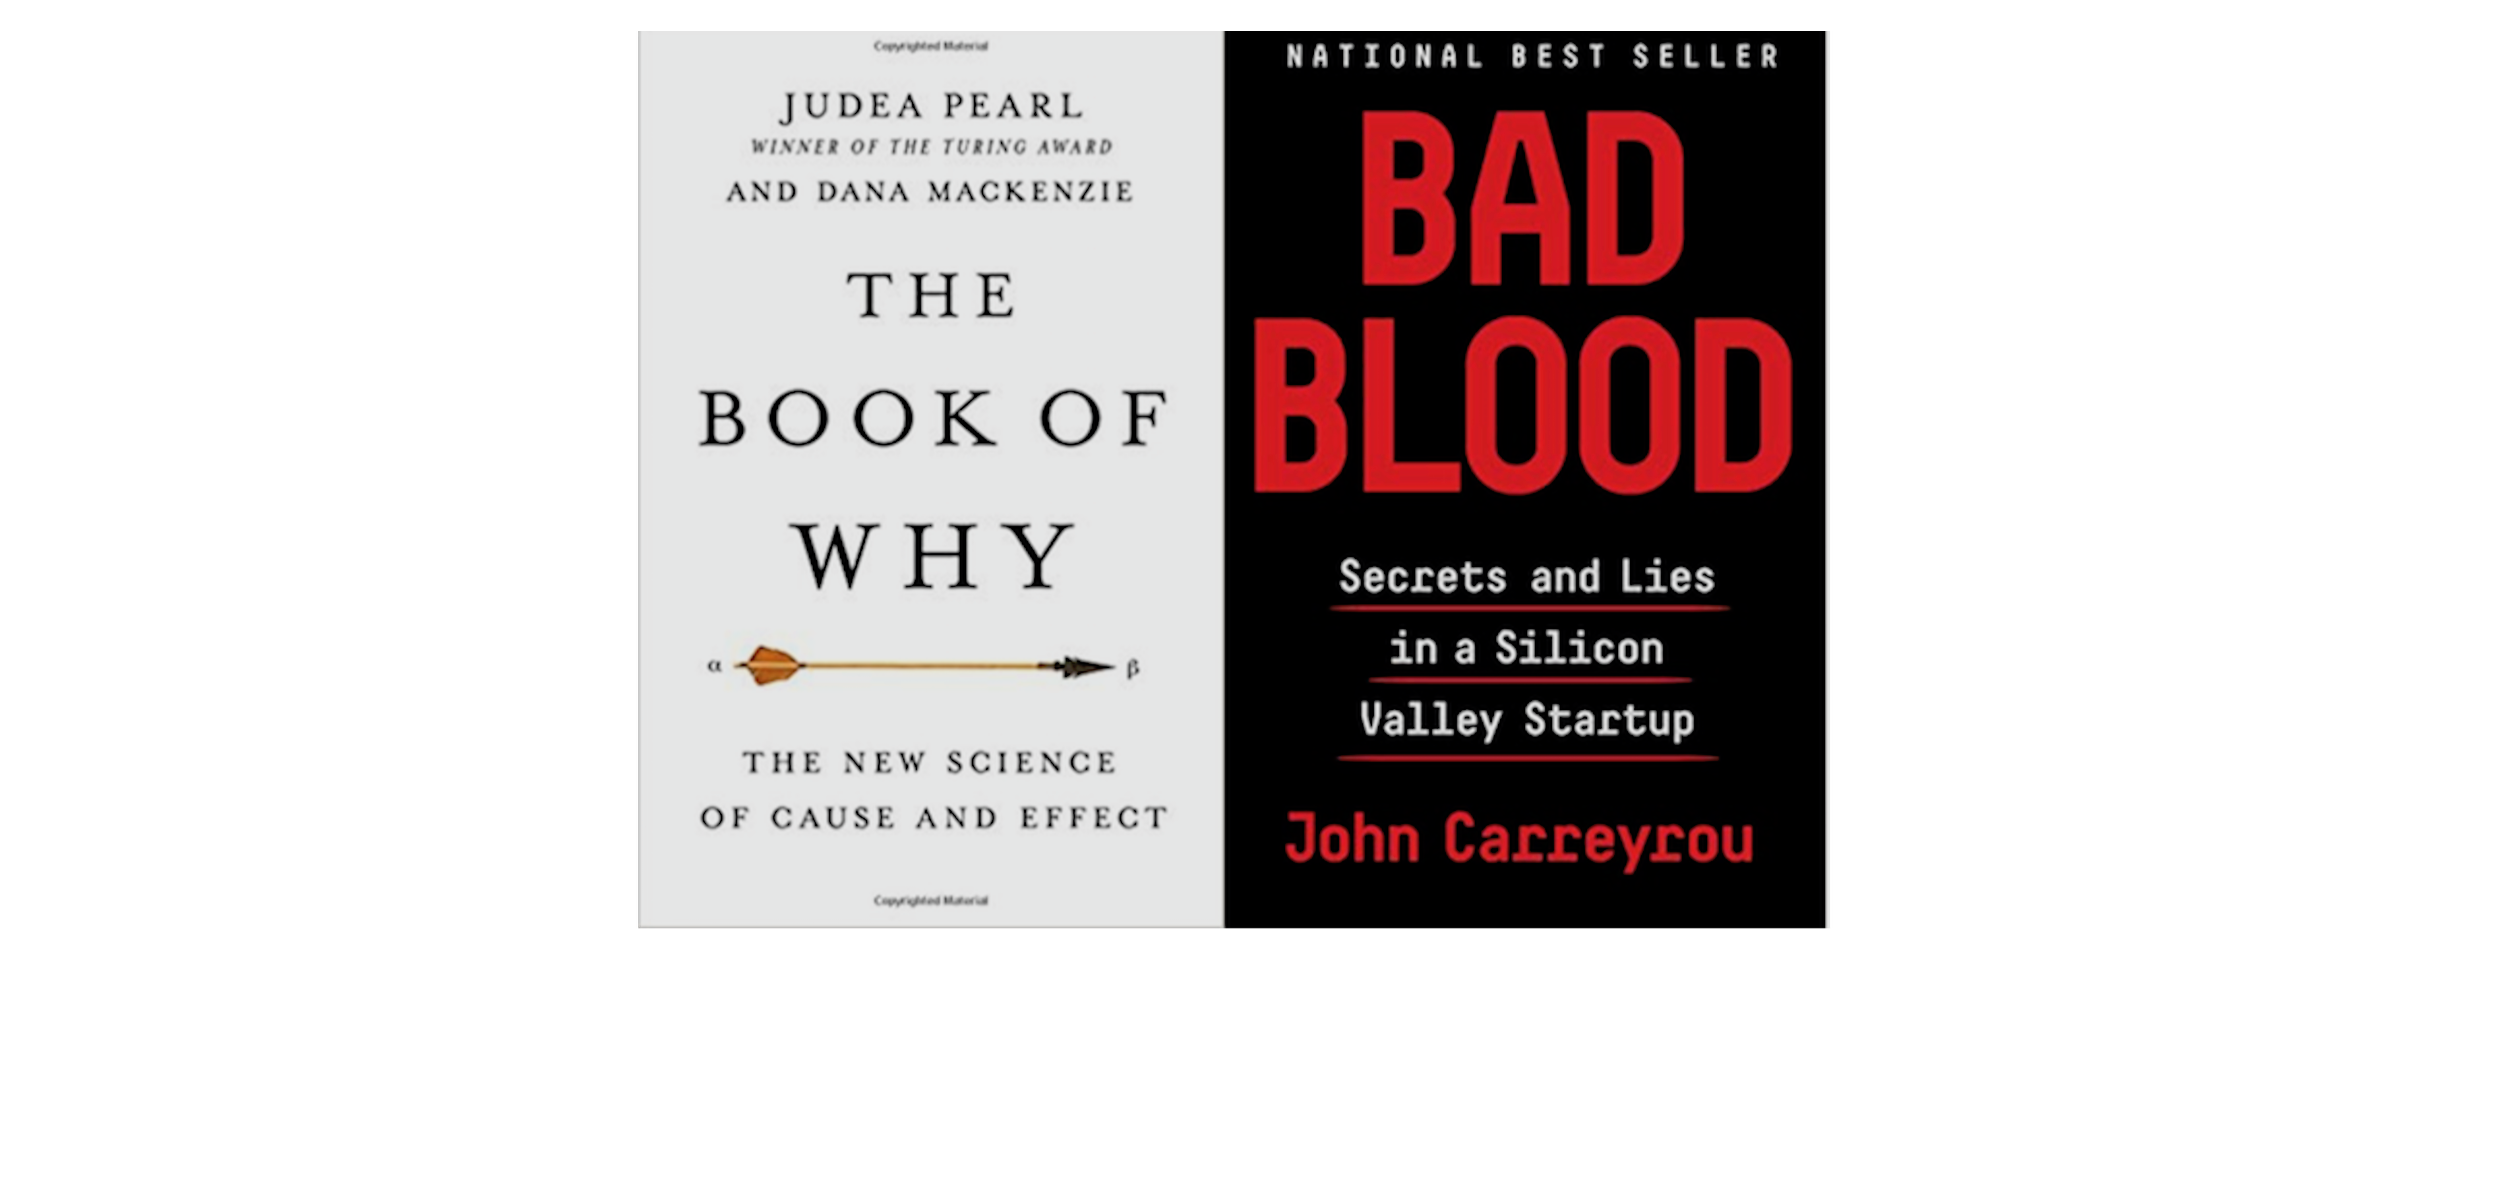 Copyrighted Material
JUDEA PEARL
WINNER OF THE TURING AWARD
AND DANA MACKENZIE
THE
BOOK OF
WHY
α β
THE NEW SCIENCE
OF CAUSE AND EFFECT
Copyrighted Material
NATIONAL BEST SELLER
BAD
BLOOD
Secrets and Lies
in a Silicon
Valley Startup
John Carreyrou